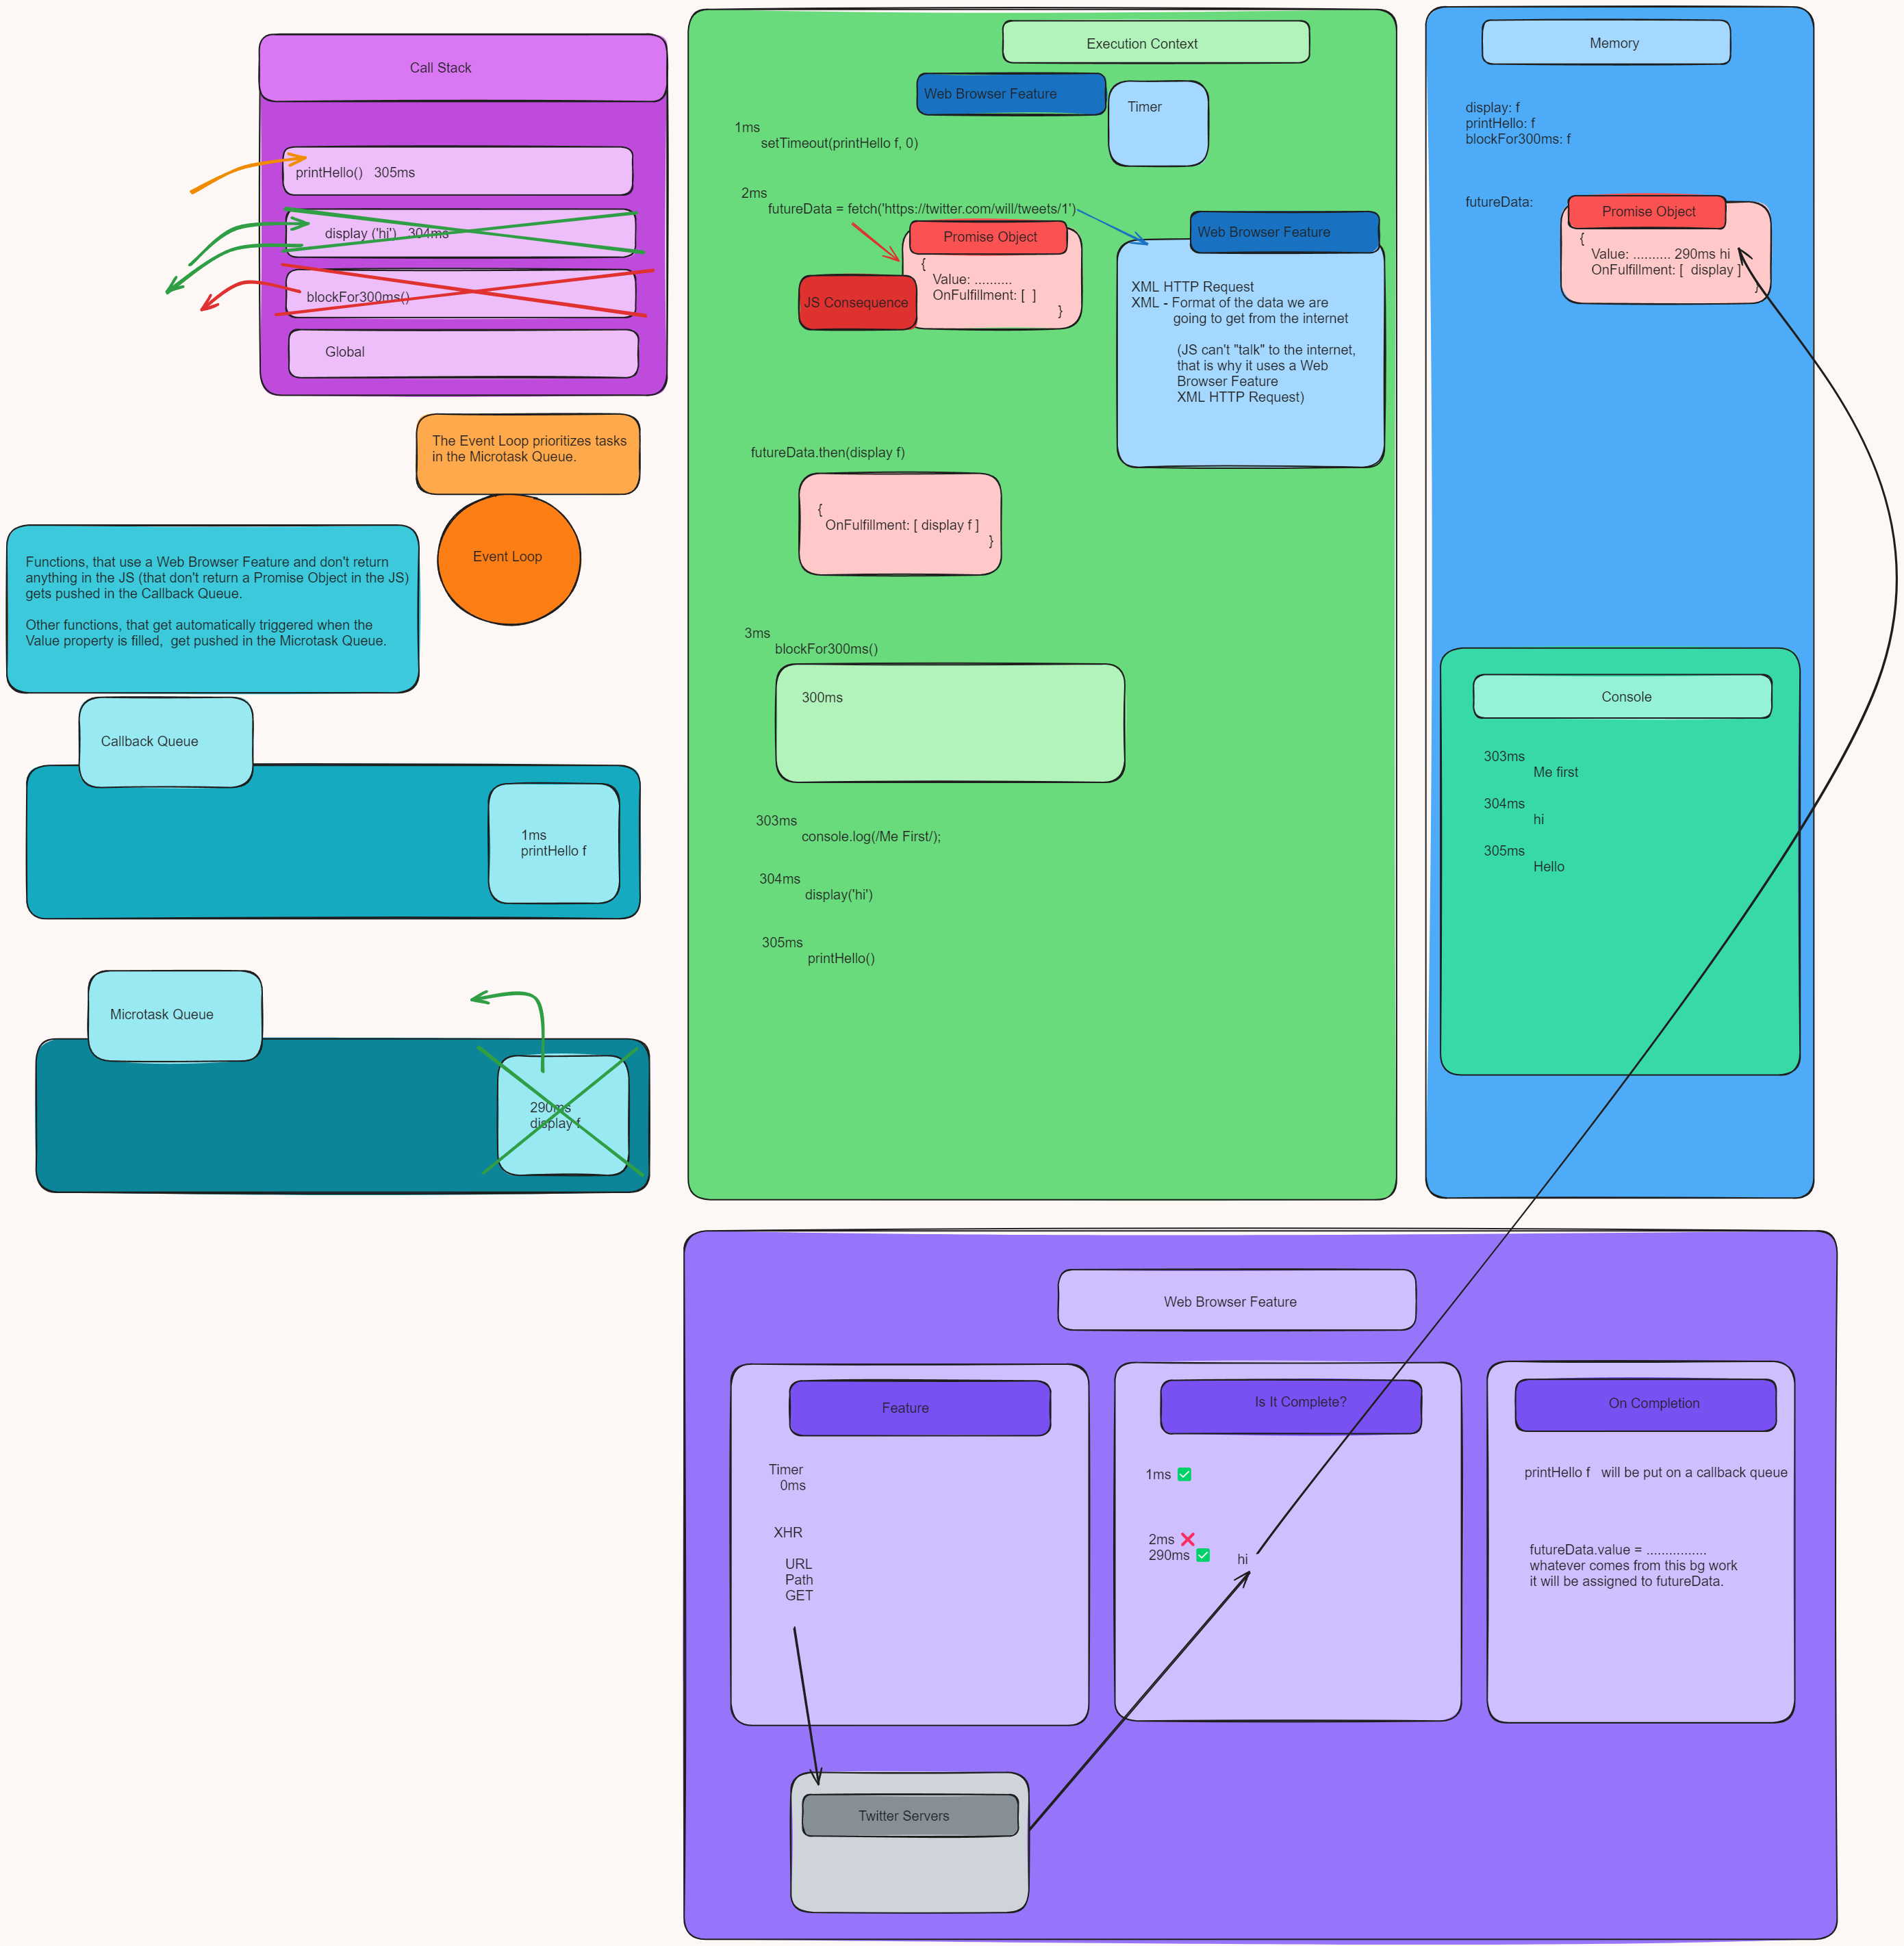 Call Stack
printHello()   305ms
display ('hi')   304ms
blockFor300ms()
Global
The Event Loop prioritizes tasks
in the Microtask Queue.
Event Loop
Functions, that use a Web Browser Feature and don't return
anything in the JS (that don't return a Promise Object in the JS)
gets pushed in the Callback Queue.
Other functions, that get automatically triggered when the
Value property is filled,  get pushed in the Microtask Queue.
Callback Queue
1ms
printHello f
Microtask Queue
290ms
display f
Execution Context
Web Browser Feature
Timer
1ms
setTimeout(printHello f, 0)
2ms
futureData = fetch('https://twitter.com/will/tweets/1')
Promise Object
{
Value: ..........
OnFulfillment: [  ]
}
JS Consequence
Web Browser Feature
XML HTTP Request
XML - Format of the data we are
going to get from the internet
(JS can't "talk" to the internet,
that is why it uses a Web
Browser Feature
XML HTTP Request)
futureData.then(display f)
{
OnFulfillment: [ display f ]
}
3ms
blockFor300ms()
300ms
303ms
console.log(/Me First/);
304ms
display('hi')
305ms
printHello()
Memory
display: f
printHello: f
blockFor300ms: f
futureData:
Promise Object
{
Value: .......... 290ms hi
OnFulfillment: [  display ]
}
Console
303ms
Me first
304ms
hi
305ms
Hello
Web Browser Feature
Feature
Timer
0ms
XHR
URL
Path
GET
Twitter Servers
Is It Complete?
1ms ✅
2ms ❌
290ms ✅
hi
On Completion
printHello f   will be put on a callback queue
futureData.value = ................
whatever comes from this bg work
it will be assigned to futureData.